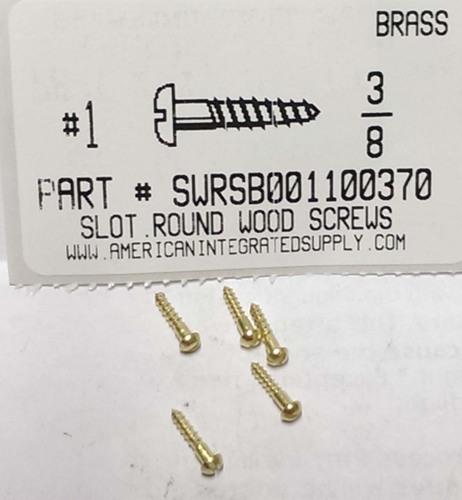 BRASS
#1
3
8
PART # SWRSB001100370
SLOT.ROUND WOOD SCREWS
WWW.AMERICANINTEGRATEDSUPPLY.COM